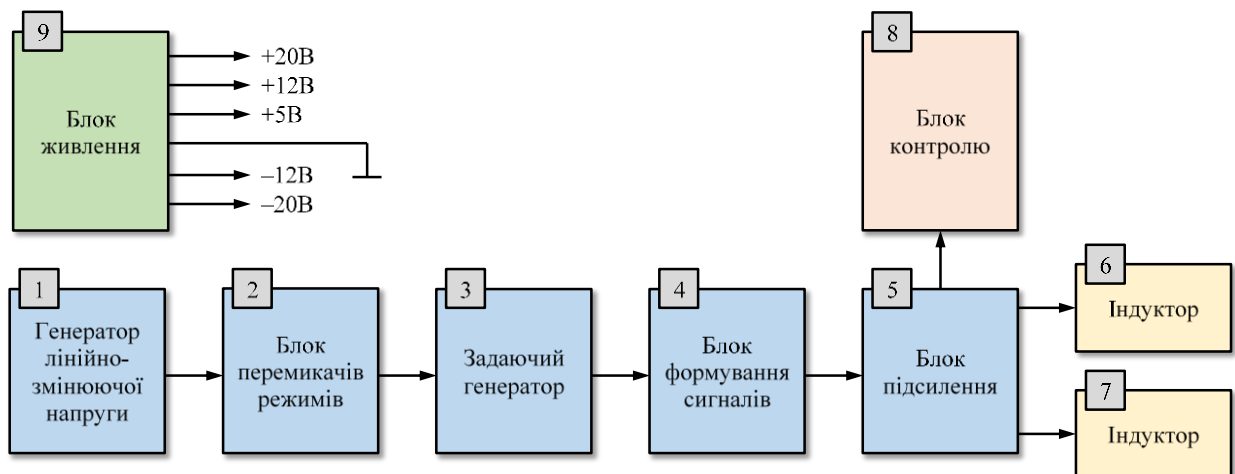 9
Блок
живлення
+20В
+12В
+5В
–12В
–20В
8
Блок
контролю
1
Генератор
лінійно-
змінюючої
напруги
2
Блок
перемикачів
режимів
3
Задаючий
генератор
4
Блок
формування
сигналів
5
Блок
підсилення
6
Індуктор
7
Індуктор